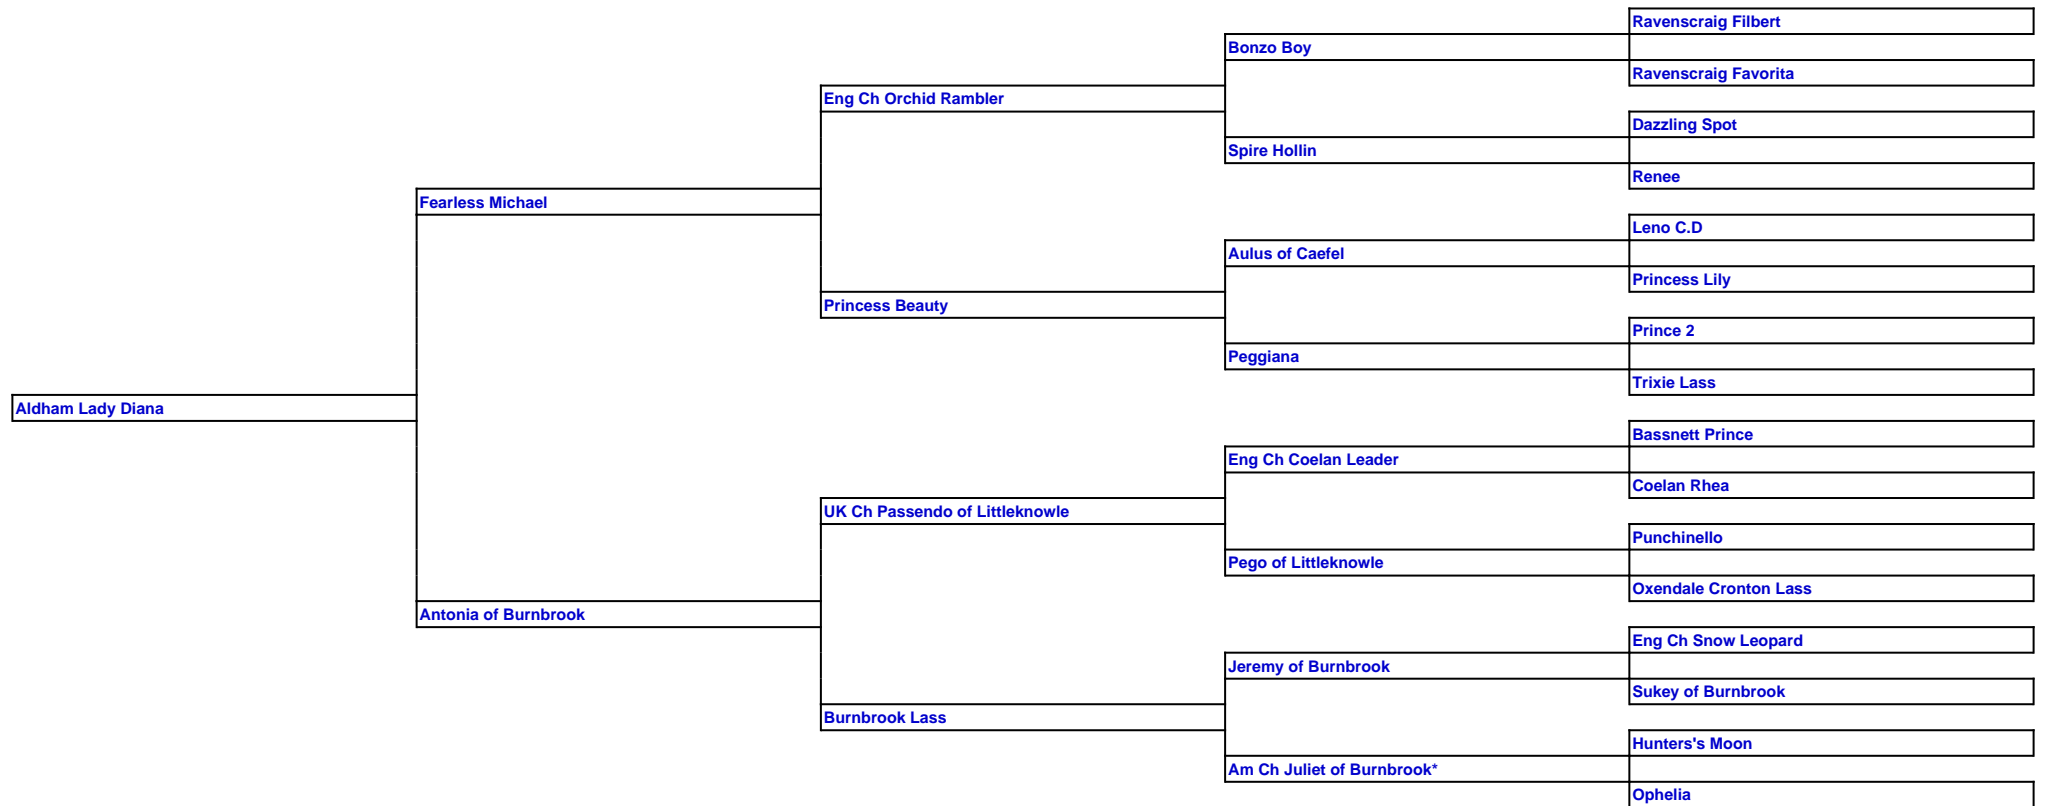 Ravenscraig Filbert
Bonzo Boy
Ravenscraig Favorita
Eng Ch Orchid Rambler
Dazzling Spot
Spire Hollin
Renee
Fearless Michael
Leno C.D
Aulus of Caefel
Princess Lily
Princess Beauty
Prince 2
Peggiana
Trixie Lass
Aldham Lady Diana
Bassnett Prince
Eng Ch Coelan Leader
Coelan Rhea
UK Ch Passendo of Littleknowle
Punchinello
Pego of Littleknowle
Oxendale Cronton Lass
Antonia of Burnbrook
Eng Ch Snow Leopard
Jeremy of Burnbrook
Sukey of Burnbrook
Burnbrook Lass
Hunters's Moon
Am Ch Juliet of Burnbrook*
Ophelia